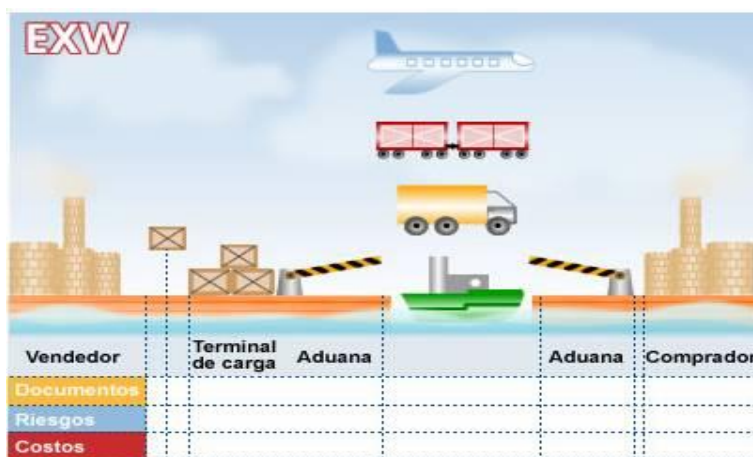 EXW
Vendedor
Terminal
de carga
Aduana
Aduana
Comprador
Documentos
Riesgos
Costos